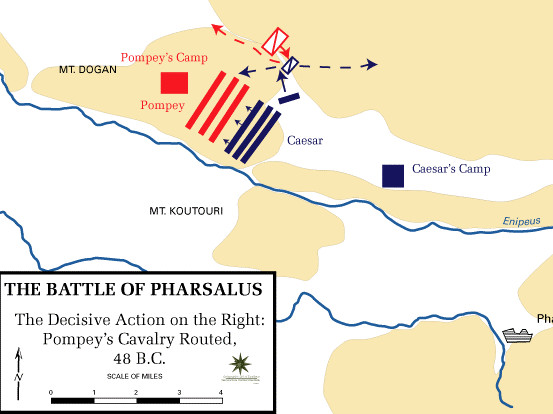 Pompey's Camp
MT. DOGAN
Pompey
Caesar
Caesar's Camp
MT. KOUTOURI
Enipeus
THE BATTLE OF PHARSALUS
The Decisive Action on the Right:
Pompey's Cavalry Routed,
48 B.C.
SCALE OF MILES
N
0 1 2 3 4
Pha